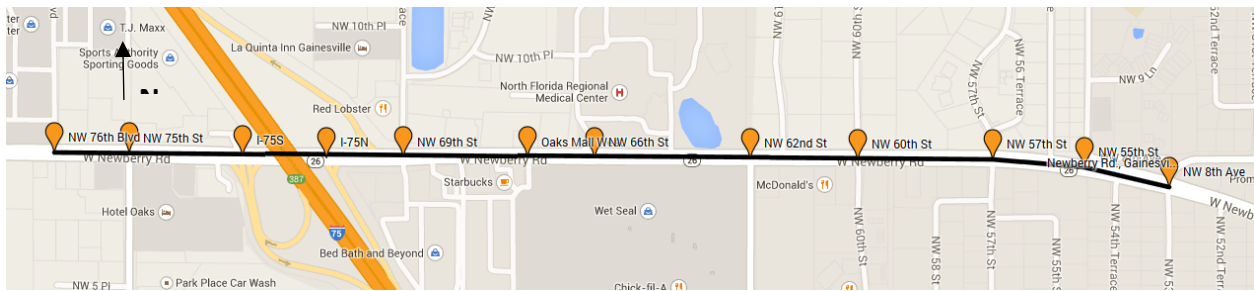 T.J. Maxx
Sports Authority
Sporting Goods
La Quinta Inn Gainesville
NW 10th Pl
NW 10th Pl
Terrace
NW 61
NW 60th
NW 56 Terrace
NW 57th St
NW 9 Ln
52nd Terrace
North Florida Regional
Medical Center
Red Lobster
NW 76th Blvd
NW 75th St
I-75S
I-75N
NW 69th St
Oaks Mall W
NW 66th St
NW 62nd St
NW 60th St
NW 57th St
NW 55th St
Newberry Rd., Gainesvi...
NW 8th Ave
W Newberry Rd
26
W Newberry Rd
26
W Newberry Rd
26
W Newb
387
75
Starbucks
McDonald's
Hotel Oaks
Wet Seal
Bed Bath and Beyond
Park Place Car Wash
NW 5 Pl
Chick-fil-A
NW 60th St
NW 58 St
NW 57th St
NW 55th
NW 54th Terrace
NW 52nd
Prom